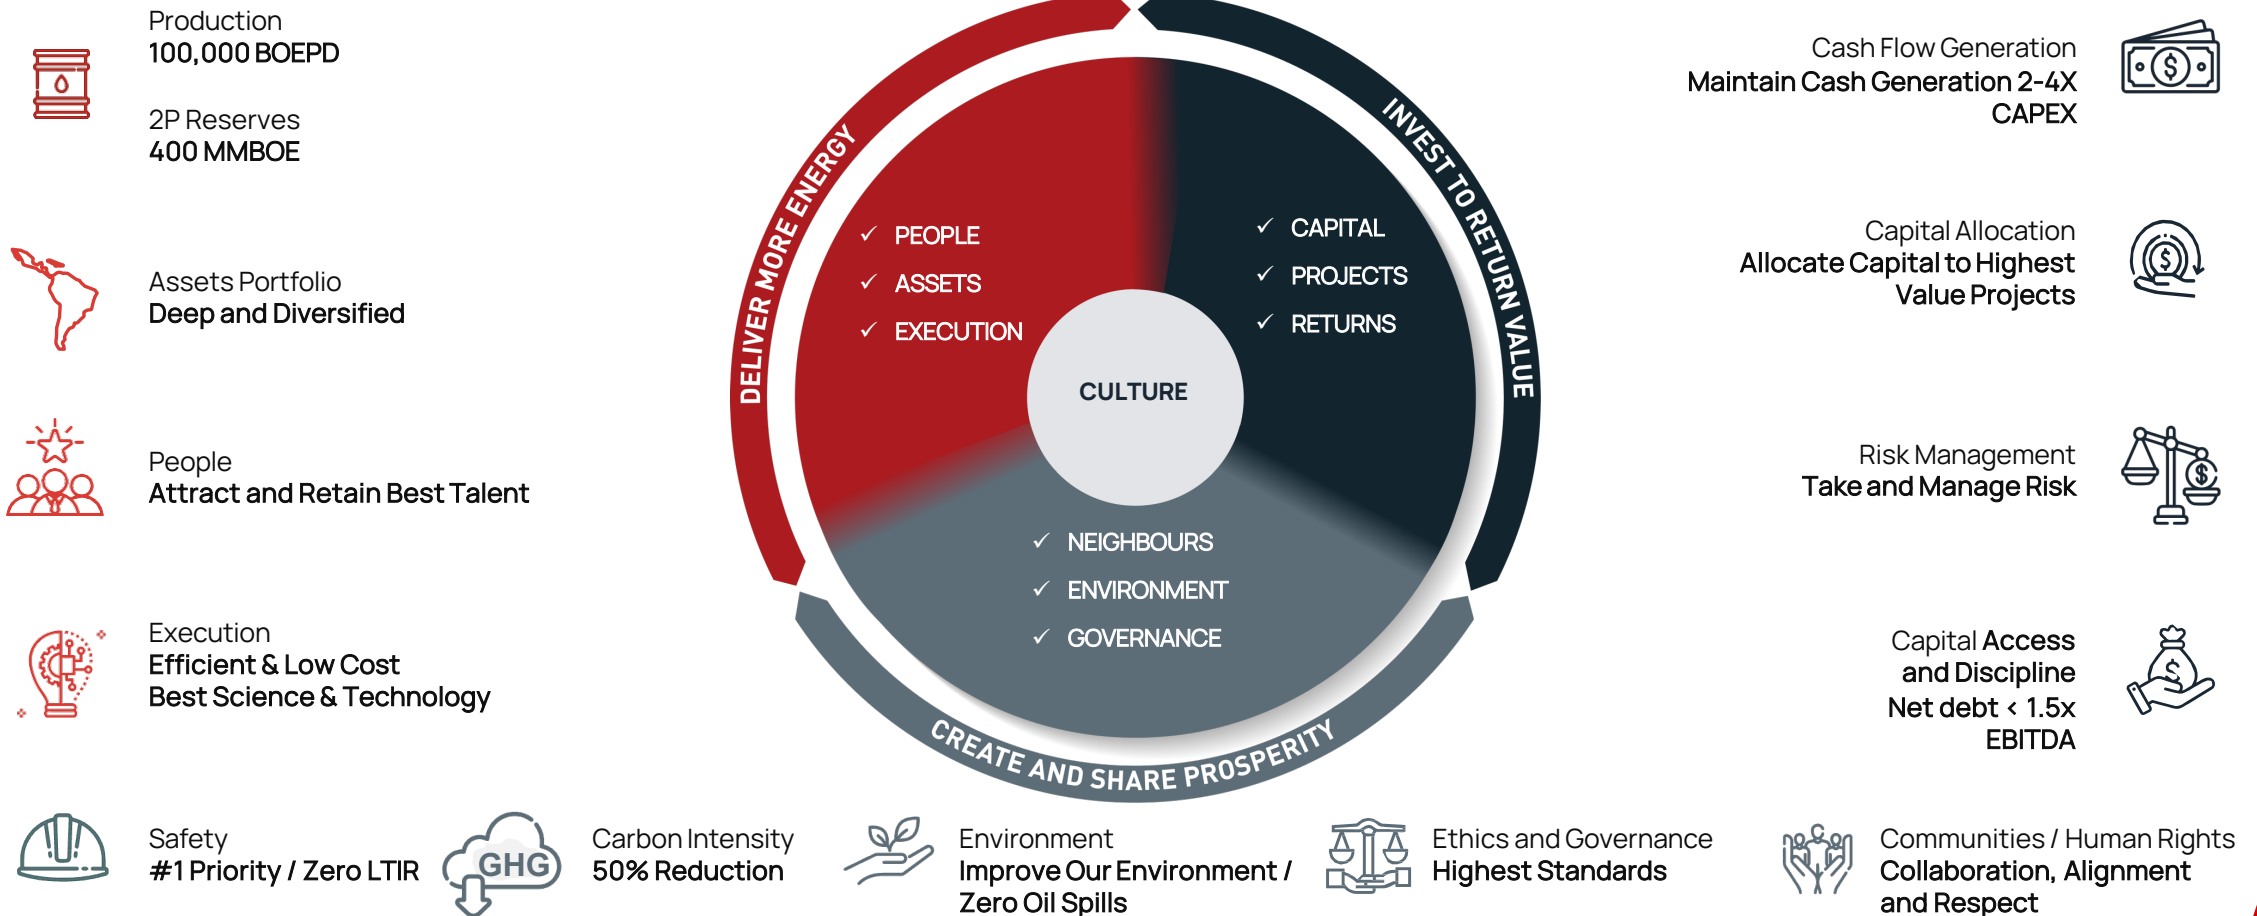 Production
100,000 BOEPD
2P Reserves
400 MMBOE
Assets Portfolio
Deep and Diversified
People
Attract and Retain Best Talent
Execution
Efficient & Low Cost
Best Science & Technology
DELIVER MORE ENERGY
✓ PEOPLE
✓ ASSETS
✓ EXECUTION
INVEST TO RETURN VALUE
✓ CAPITAL
✓ PROJECTS
✓ RETURNS
CULTURE
✓ NEIGHBOURS
✓ ENVIRONMENT
✓ GOVERNANCE
CREATE AND SHARE PROSPERITY
Cash Flow Generation
Maintain Cash Generation 2-4X
CAPEX
Capital Allocation
Allocate Capital to Highest
Value Projects
Risk Management
Take and Manage Risk
Capital Access
and Discipline
Net debt < 1.5x
EBITDA
Safety
#1 Priority / Zero LTIR
GHG
Carbon Intensity
50% Reduction
Environment
Improve Our Environment /
Zero Oil Spills
Ethics and Governance
Highest Standards
Communities / Human Rights
Collaboration, Alignment
and Respect